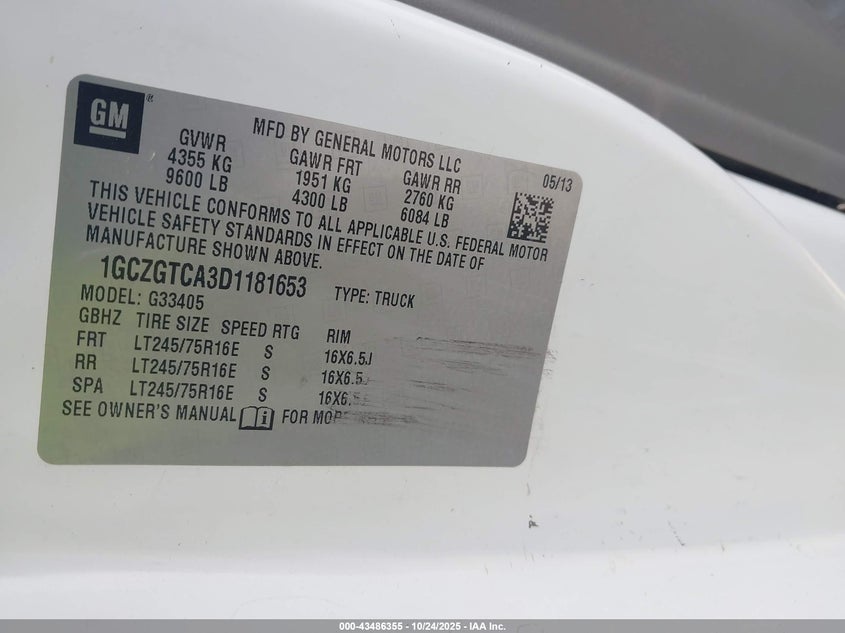 GM®
MFD BY GENERAL MOTORS LLC 05/13
GVWR GAWR FRT GAWR RR
4355 KG 1951 KG 2760 KG
9600 LB 4300 LB 6084 LB
THIS VEHICLE CONFORMS TO ALL APPLICABLE U.S. FEDERAL MOTOR
VEHICLE SAFETY STANDARDS IN EFFECT ON THE DATE OF
MANUFACTURE SHOWN ABOVE.
1GCZGTCA3D1181653 TYPE: TRUCK
MODEL: G33405
GBHZ TIRE SIZE SPEED RTG RIM
FRT LT245/75R16E S 16X6.5J
RR LT245/75R16E S 16X6.5J
SPA LT245/75R16E S 16X6.5
SEE OWNER'S MANUAL FOR
000-43486355 - 10/24/2025 - IAA Inc.